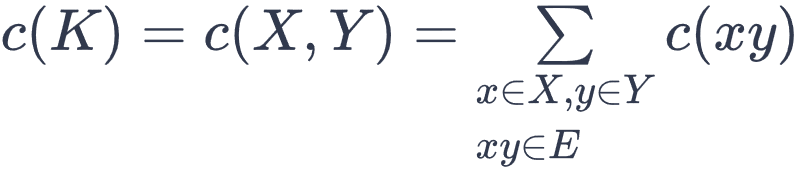 c(K) = c(X, Y) = ∑ c(xy)
x∈X,y∈Y
xy∈E